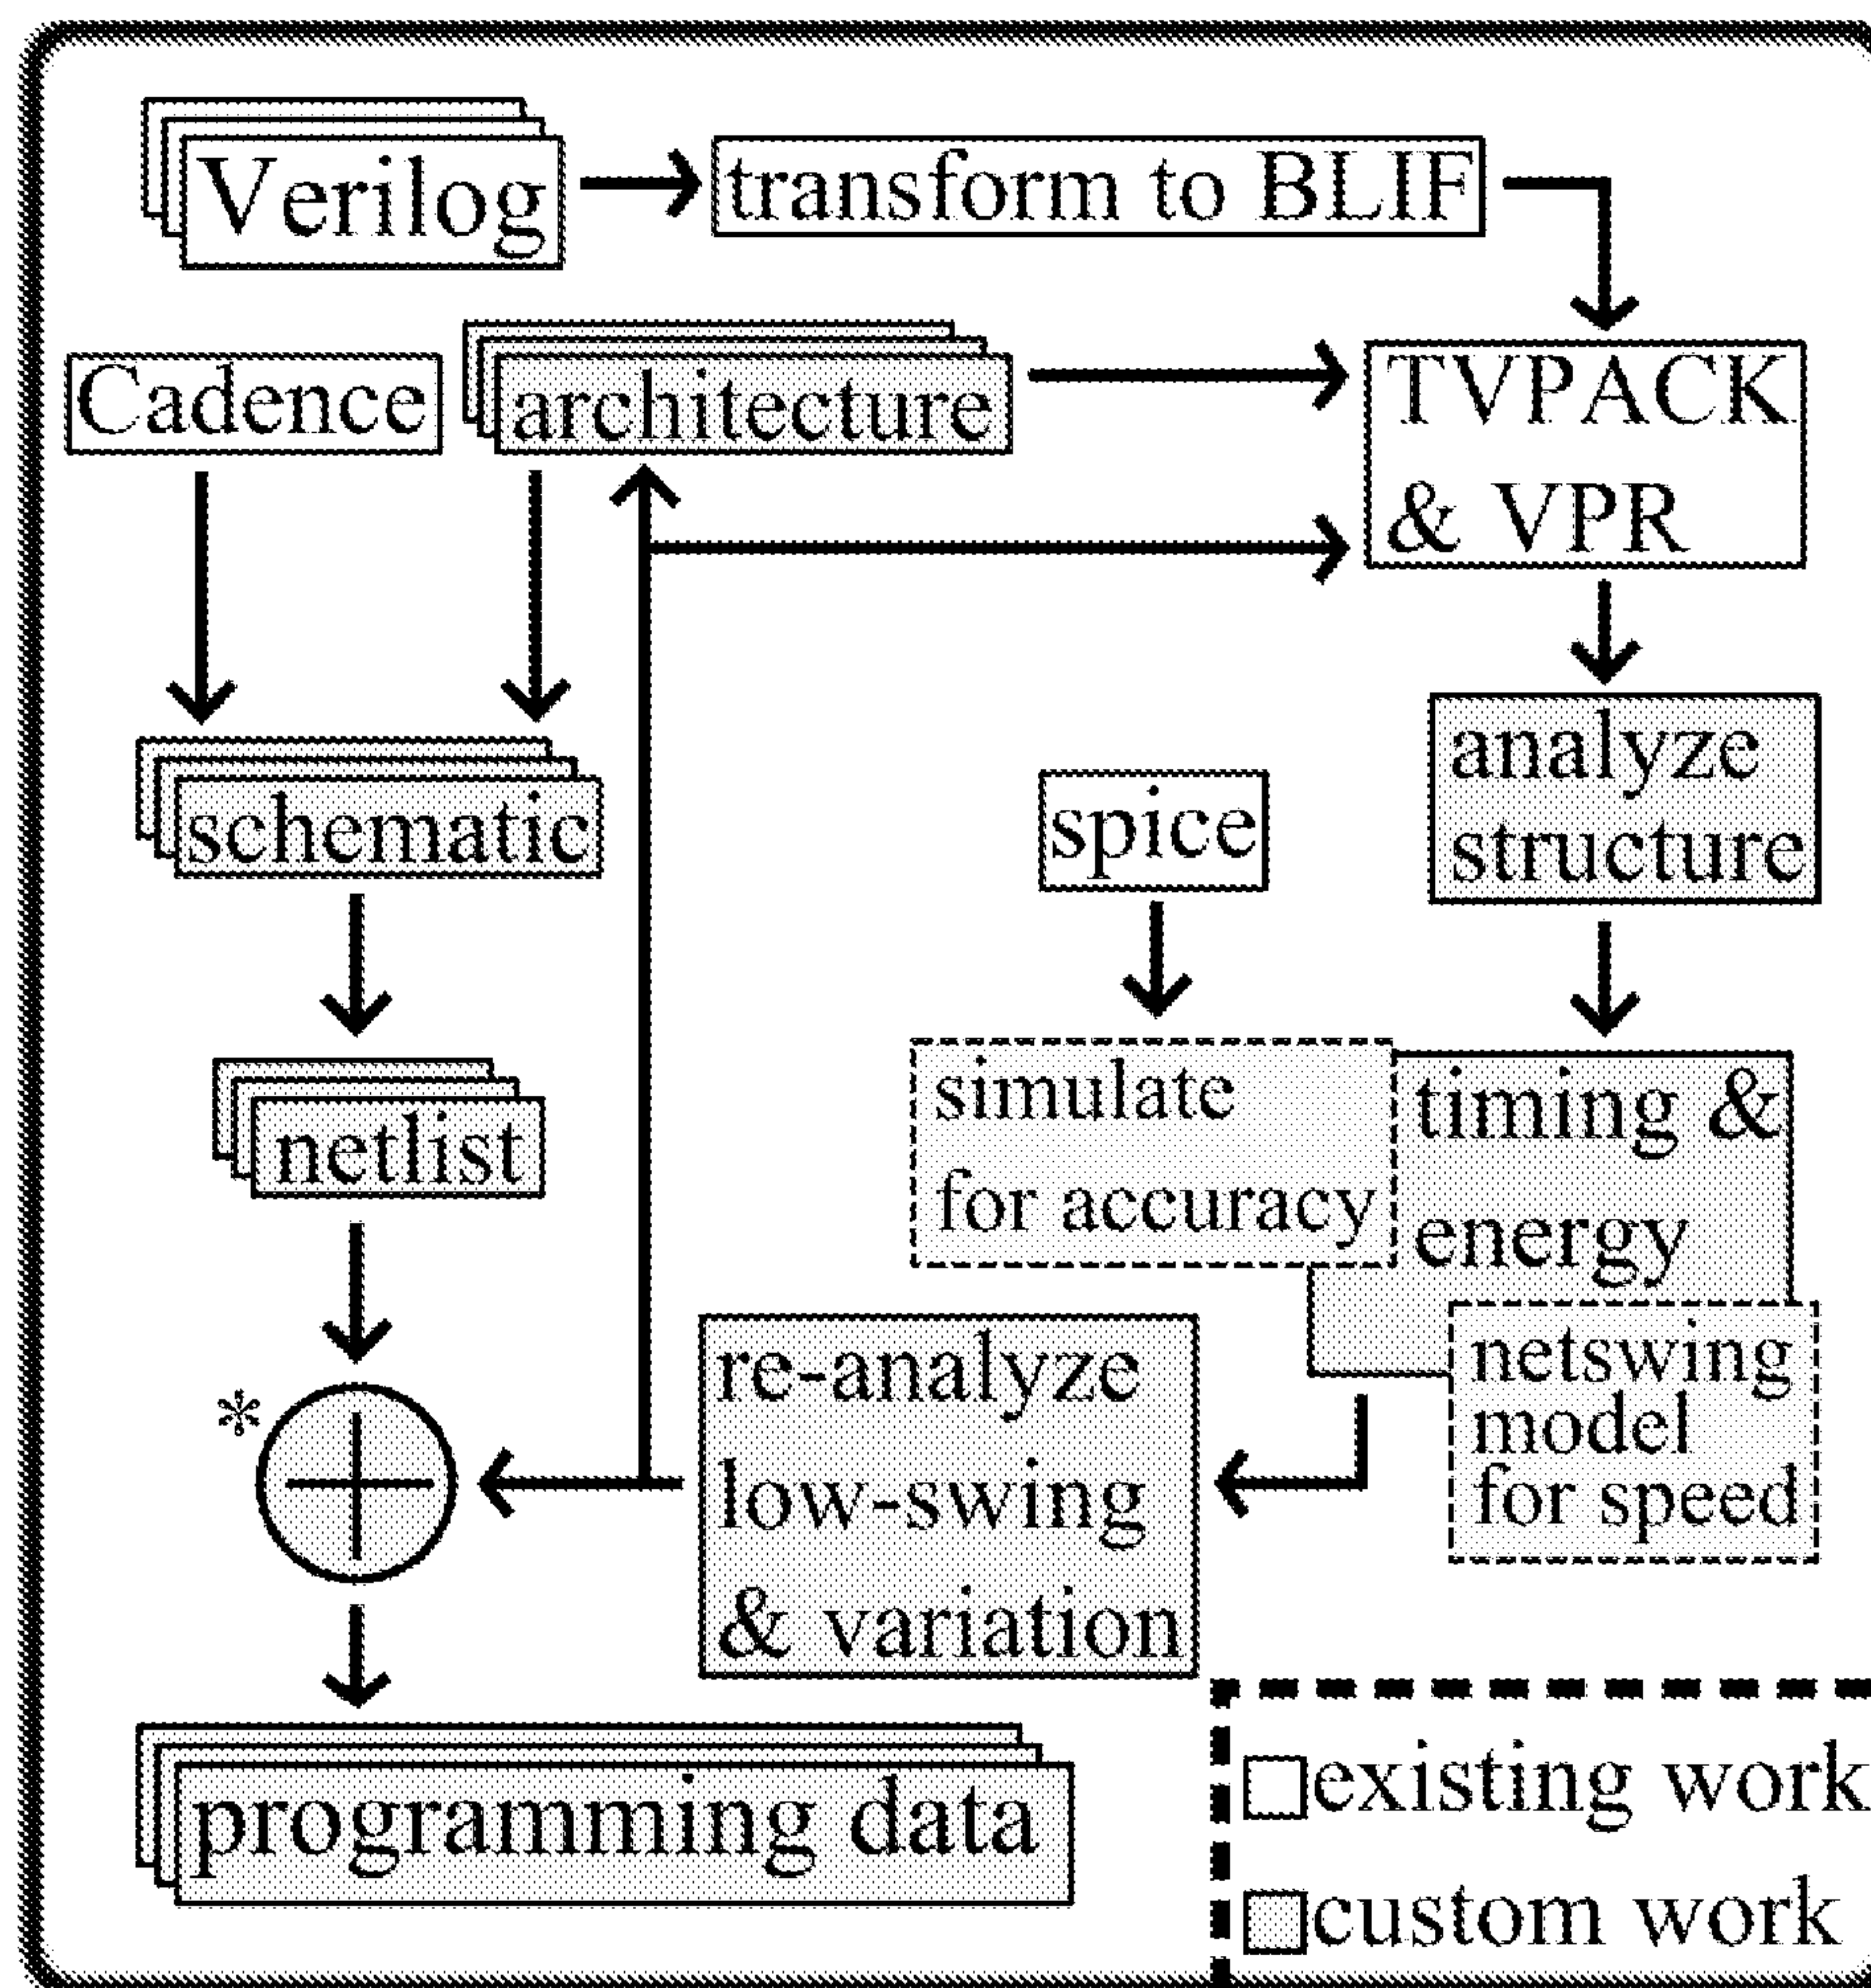 Verilog
transform to BLIF
Cadence
architecture
TVPACK
& VPR
schematic
spice
analyze
structure
netlist
simulate
for accuracy
timing &
energy
netswing
model
for speed
re-analyze
low-swing
& variation
*
programming data
existing work
custom work